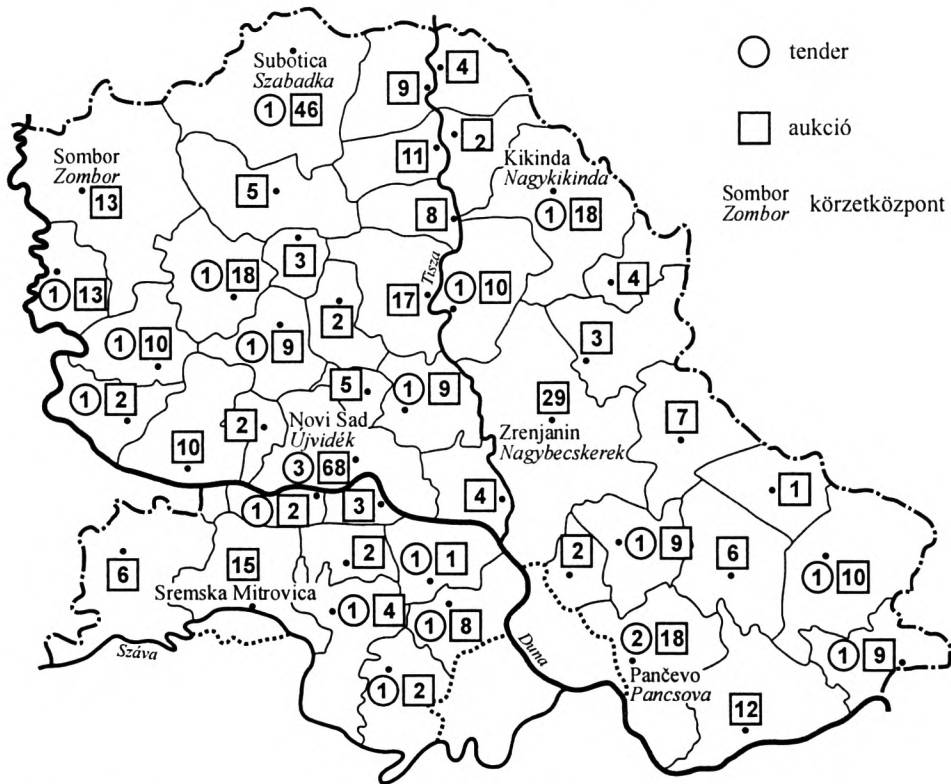 tender
aukció
Sombor
Zombor
körzetközpont
Subotica
Szabadka
1 46
9
4
11
2
Sombor
Zombor
13
5
Kikinda
Nagykikinda
1 18
8
3
1 18
1 13
17
Tisza
1 10
4
2
1 10
1 9
3
5
1 9
1 2
29
Zrenjanin
Nagybecskerek
7
10
2
Novi Sad
Újvidék
3 68
4
1
1 2
3
6
15
2
1 1
2
1 9
6
1 10
Sremska Mitrovica
1 4
1 8
Száva
Duna
2 18
Pančevo
Pancsova
1 9
1 2
12